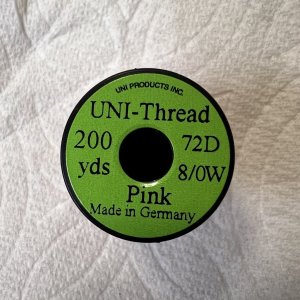 UNI PRODUCTS INC.
UNI-Thread
200 72D
yds 8/0W
Pink
Made in Germany